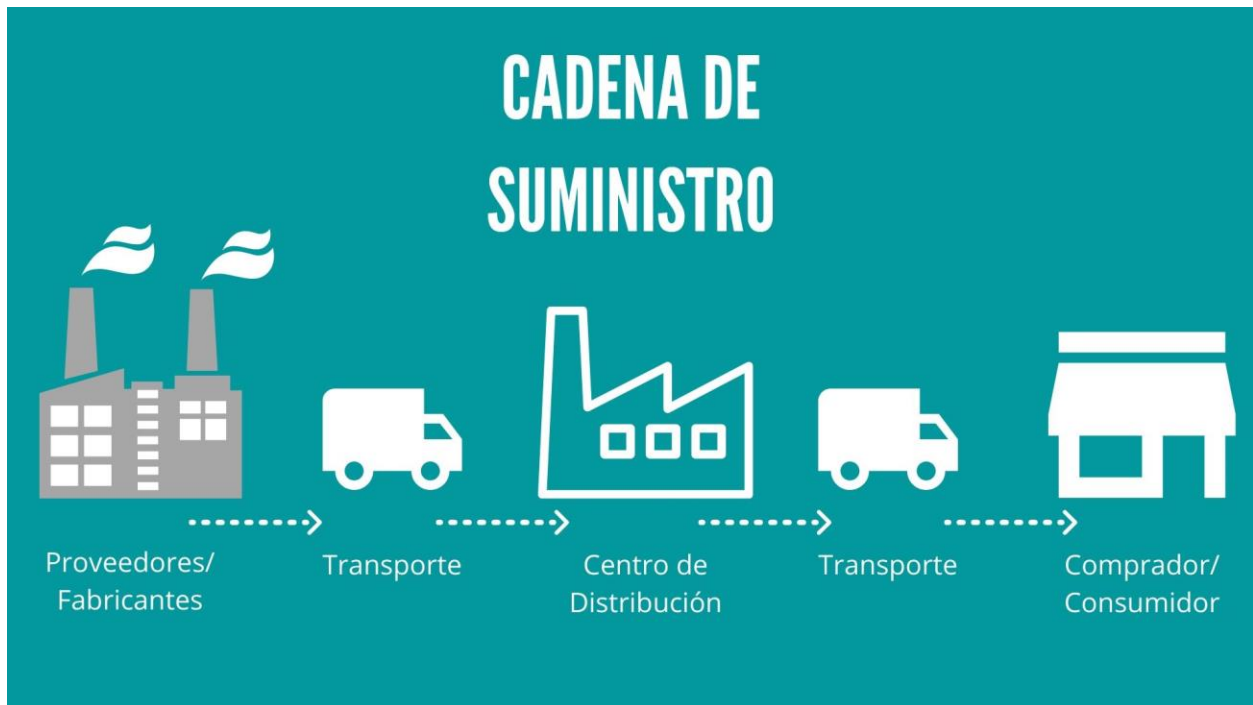 CADENA DE
SUMINISTRO
Proveedores/
Fabricantes
Transporte
Centro de
Distribución
Transporte
Comprador/
Consumidor